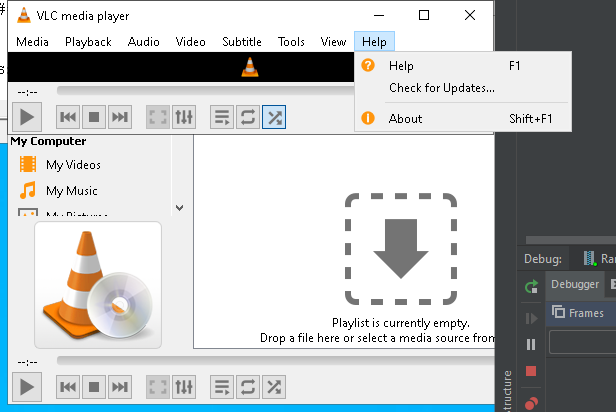 #
VLC media player
Media Playback Audio Video Subtitle Tools View Help
Help F1
Check for Updates...
About Shift+F1
s
--:--
My Computer
My Videos
My Music
My Pictures
Playlist is currently empty.
Drop a file here or select a media source from
--:--
Debug: Ra
Debugger
Frames
ructure